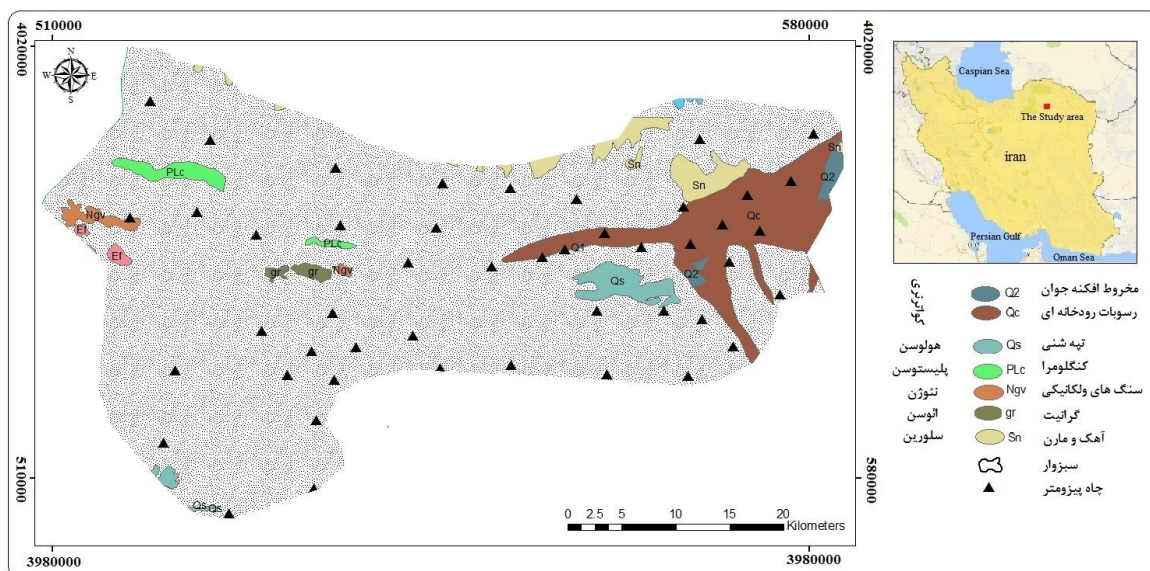 510000
580000
4020000
4020000
N
W
E
S
PLc
Ngv
Ef
Ef
PLc
gr
gr
Ngv
Sn
Sn
Sn
Q2
Qc
Q1
Q2
Qs
Qs
Qs
510000
580000
3980000
3980000
0 2.5 5 10 15 20
Kilometers
Caspian Sea
The Study area
iran
Persian Gulf
Oman Sea
کواترنری
Q2 مخروط افکنه جوان
Qc رسوبات رودخانه ای
هولوسن Qs تپه شنی
پلیستوسن PLc کنگلومرا
نئوژن Ngv سنگ های ولکانیکی
ائوسن gr گرانیت
سلورین Sn آهک و مارن
سبزوار
چاه پیزومتر